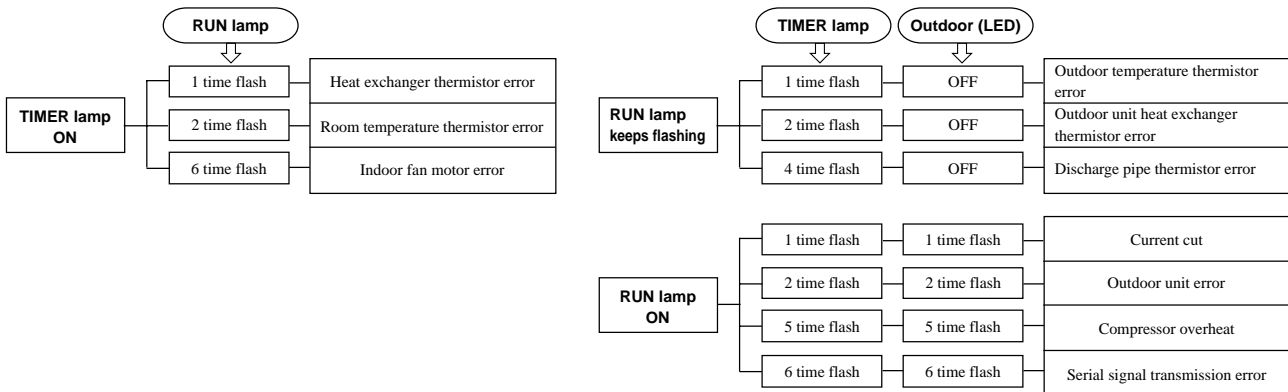 RUN lamp
TIMER lamp
ON
1 time flash
Heat exchanger thermistor error
2 time flash
Room temperature thermistor error
6 time flash
Indoor fan motor error
TIMER lamp
Outdoor (LED)
RUN lamp
keeps flashing
1 time flash
OFF
Outdoor temperature thermistor
error
2 time flash
OFF
Outdoor unit heat exchanger
thermistor error
4 time flash
OFF
Discharge pipe thermistor error
RUN lamp
ON
1 time flash
1 time flash
Current cut
2 time flash
2 time flash
Outdoor unit error
5 time flash
5 time flash
Compressor overheat
6 time flash
6 time flash
Serial signal transmission error